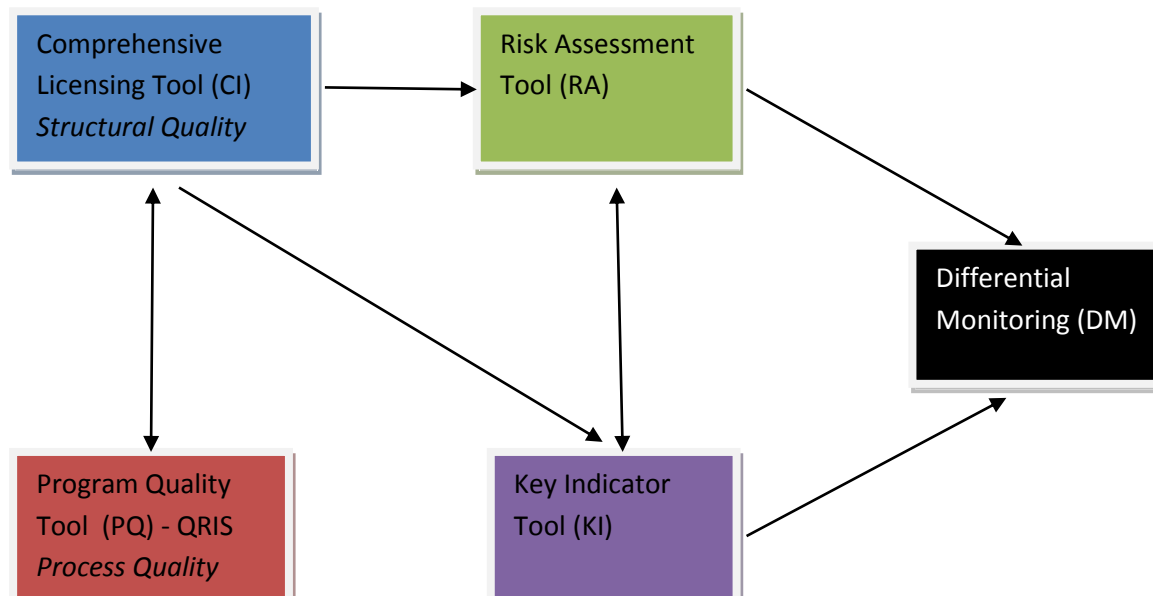 Comprehensive
Licensing Tool (CI)
Structural Quality
Risk Assessment
Tool (RA)
Differential
Monitoring (DM)
Program Quality
Tool  (PQ) - QRIS
Process Quality
Key Indicator
Tool (KI)